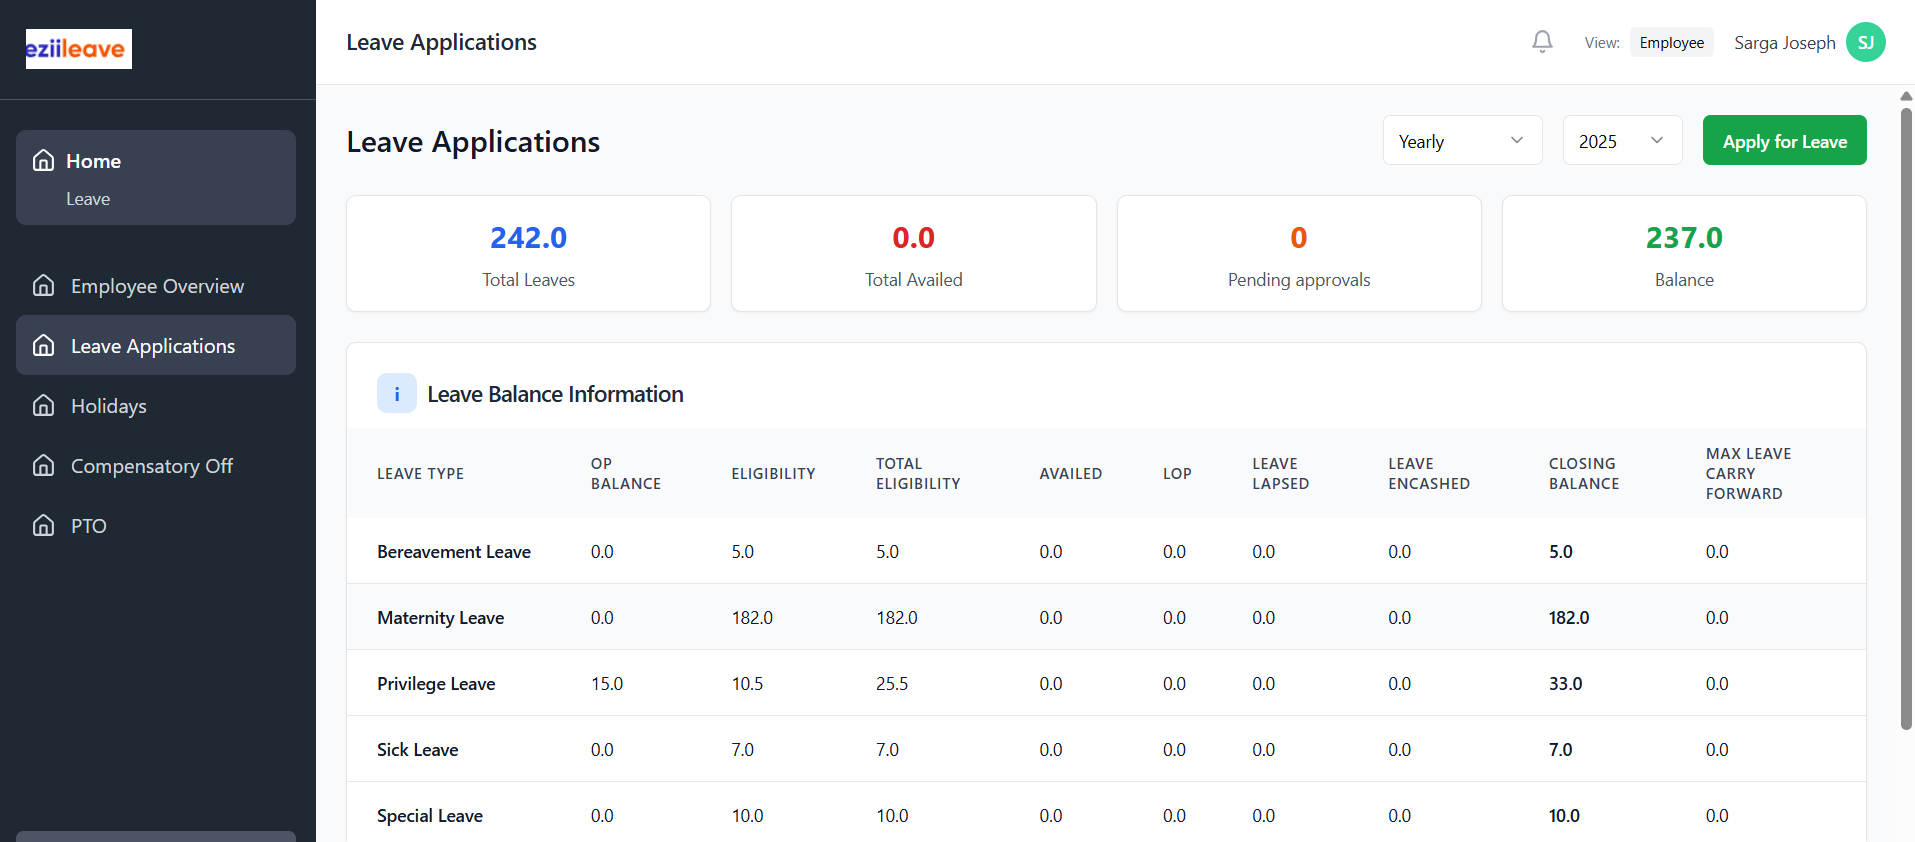 eziileave
Leave Applications
View: Employee Sarga Joseph SJ
Home
Leave
Employee Overview
Leave Applications
Holidays
Compensatory Off
PTO
Leave Applications
Yearly 2025 Apply for Leave
242.0 0.0 0 237.0
Total Leaves Total Availed Pending approvals Balance
i Leave Balance Information
LEAVE TYPE OP BALANCE ELIGIBILITY TOTAL ELIGIBILITY AVAILED LOP LEAVE LAPSED LEAVE ENCASHED CLOSING BALANCE MAX LEAVE CARRY FORWARD
Bereavement Leave 0.0 5.0 5.0 0.0 0.0 0.0 0.0 5.0 0.0
Maternity Leave 0.0 182.0 182.0 0.0 0.0 0.0 0.0 182.0 0.0
Privilege Leave 15.0 10.5 25.5 0.0 0.0 0.0 0.0 33.0 0.0
Sick Leave 0.0 7.0 7.0 0.0 0.0 0.0 0.0 7.0 0.0
Special Leave 0.0 10.0 10.0 0.0 0.0 0.0 0.0 10.0 0.0